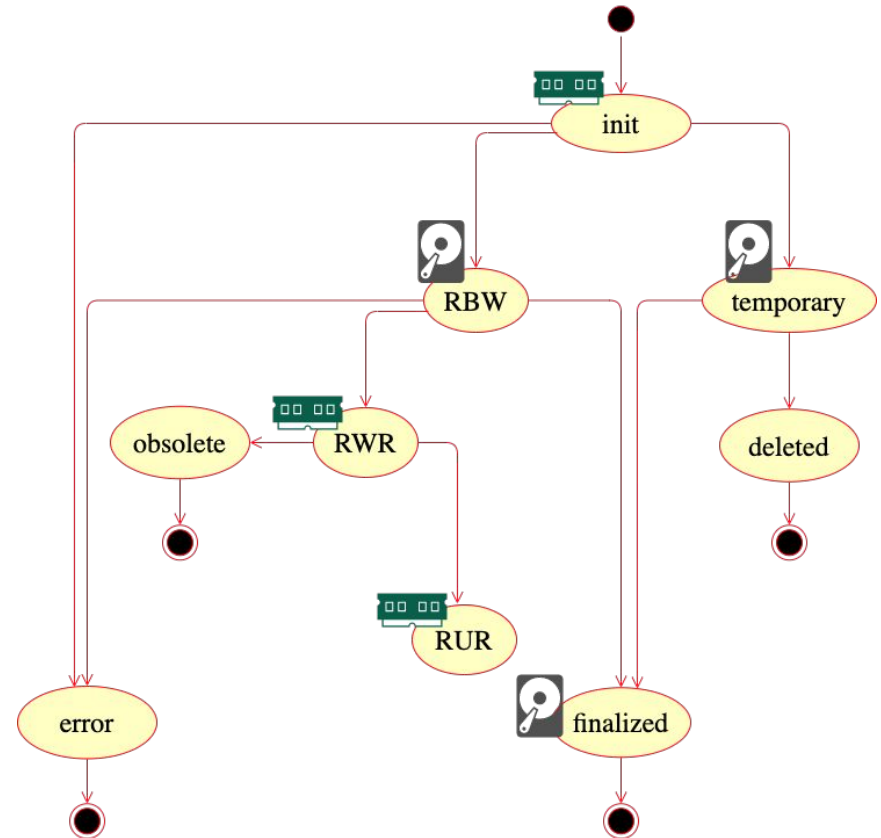 init
RBW
temporary
obsolete
RWR
deleted
RUR
error
finalized